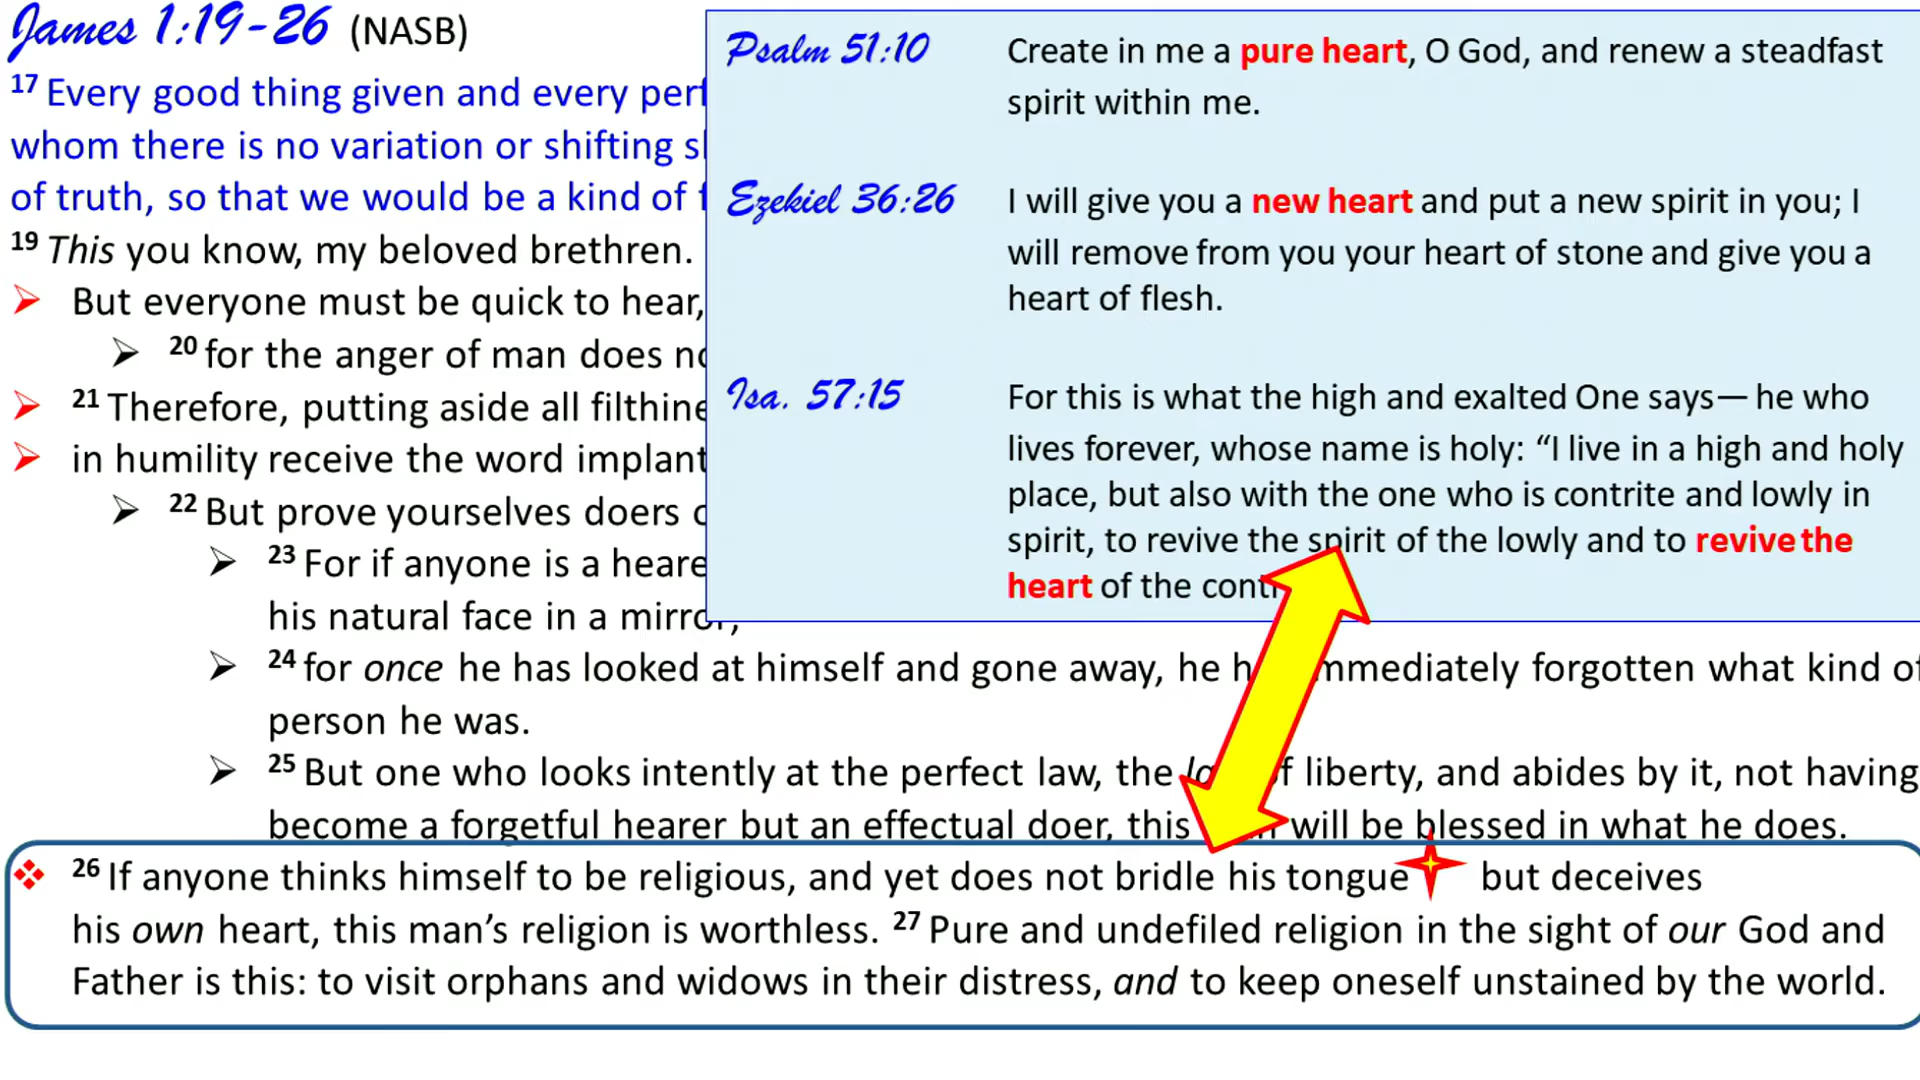 James 1:19-26 (NASB)
17 Every good thing given and every
whom there is no variation or shifting
of truth, so that we would be a kind of
19 This you know, my beloved brethren.
But everyone must be quick to hear,
20 for the anger of man does
21 Therefore, putting aside all
in humility receive the word
22 But prove yourselves doers
23 For if anyone is a
his natural face in a mirror,
24 for once he has looked at himself and gone away, he immediately forgotten what kind of
person he was.
25 But one who looks intently at the perfect law, the of liberty, and abides by it, not having
become a forgetful hearer but an effectual doer, this will be blessed in what he does.
26 If anyone thinks himself to be religious, and yet does not bridle his tongue but deceives
his own heart, this man's religion is worthless. 27 Pure and undefiled religion in the sight of our God and
Father is this: to visit orphans and widows in their distress, and to keep oneself unstained by the world.
Psalm 51:10 Create in me a pure heart, O God, and renew a steadfast
spirit within me.
Ezekiel 36:26 I will give you a new heart and put a new spirit in you; I
will remove from you your heart of stone and give you a
heart of flesh.
Isa. 57:15 For this is what the high and exalted One says— he who
lives forever, whose name is holy: “I live in a high and holy
place, but also with the one who is contrite and lowly in
spirit, to revive the spirit of the lowly and to revive the
heart of the